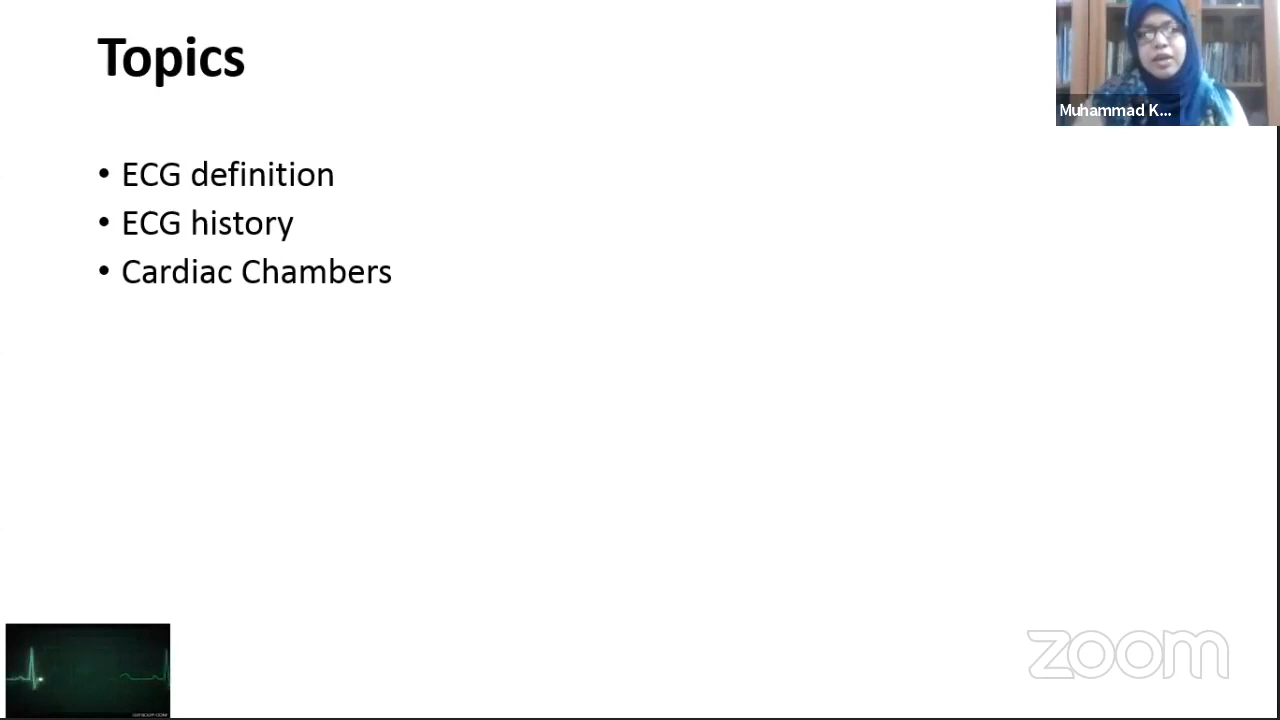 Topics
Muhammad K...
• ECG definition
• ECG history
• Cardiac Chambers
zoom